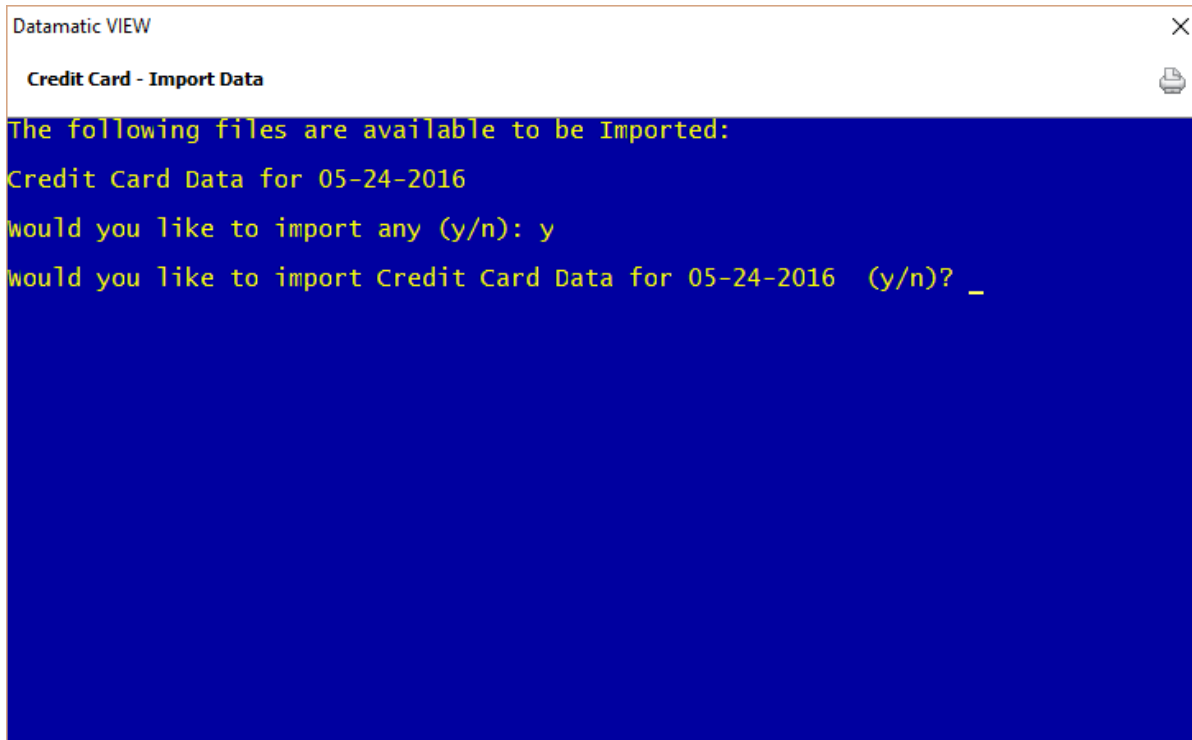 Datamatic VIEW
Credit Card - Import Data
The following files are available to be Imported:
Credit Card Data for 05-24-2016
Would you like to import any (y/n): y
Would you like to import Credit Card Data for 05-24-2016  (y/n)? _